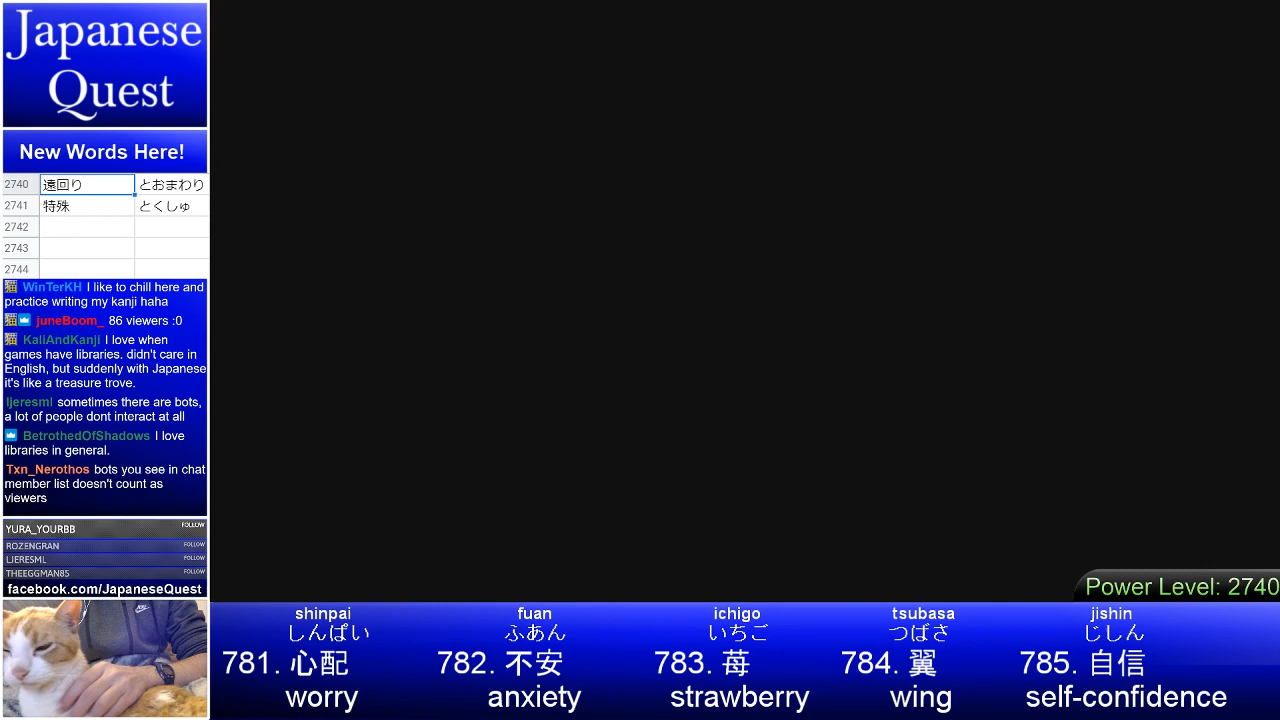 Japanese
Quest
New Words Here!
2740 遠回り とおまわり
2741 特殊 とくしゅ
2742
2743
2744
WinTerKH I like to chill here and
practice writing my kanji haha
juneBoom_ 86 viewers :0
KaliAndKanji I love when
games have libraries. didn't care in
English, but suddenly with Japanese
it's like a treasure trove.
ljeresml sometimes there are bots,
a lot of people dont interact at all
BetrothedOfShadows I love
libraries in general.
Txn_Nerothos bots you see in chat
member list doesn't count as
viewers
YURA_YOURBB FOLLOW
ROZENGRAN FOLLOW
LJERESML FOLLOW
THEEGGMAN85 FOLLOW
facebook.com/JapaneseQuest
Power Level: 2740
shinpai fuan ichigo tsubasa jishin
しんぱい ふあん いちご つばさ じしん
781. 心配 782. 不安 783. 苺 784. 翼 785. 自信
worry anxiety strawberry wing self-confidence